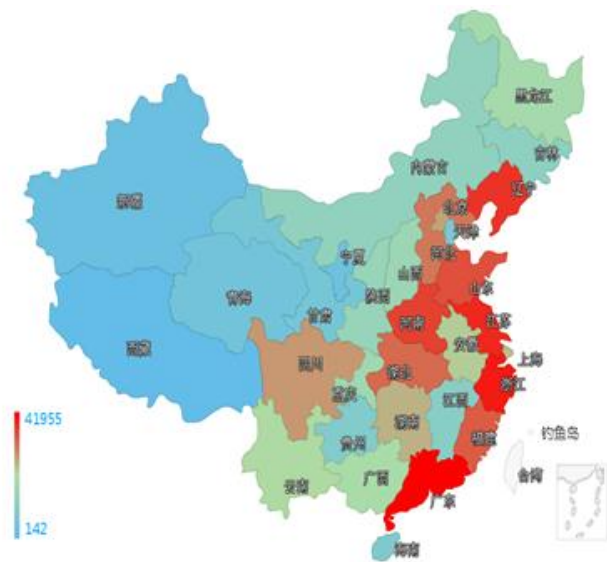 黑龙江
吉林
内蒙古
辽宁
新疆
北京
天津
宁夏
河北
山西
山东
青海
甘肃
陕西
河南
江苏
西藏
安徽
上海
四川
湖北
浙江
重庆
江西
湖南
贵州
福建
钓鱼岛
云南
广西
台湾
广东
海南
41955
142